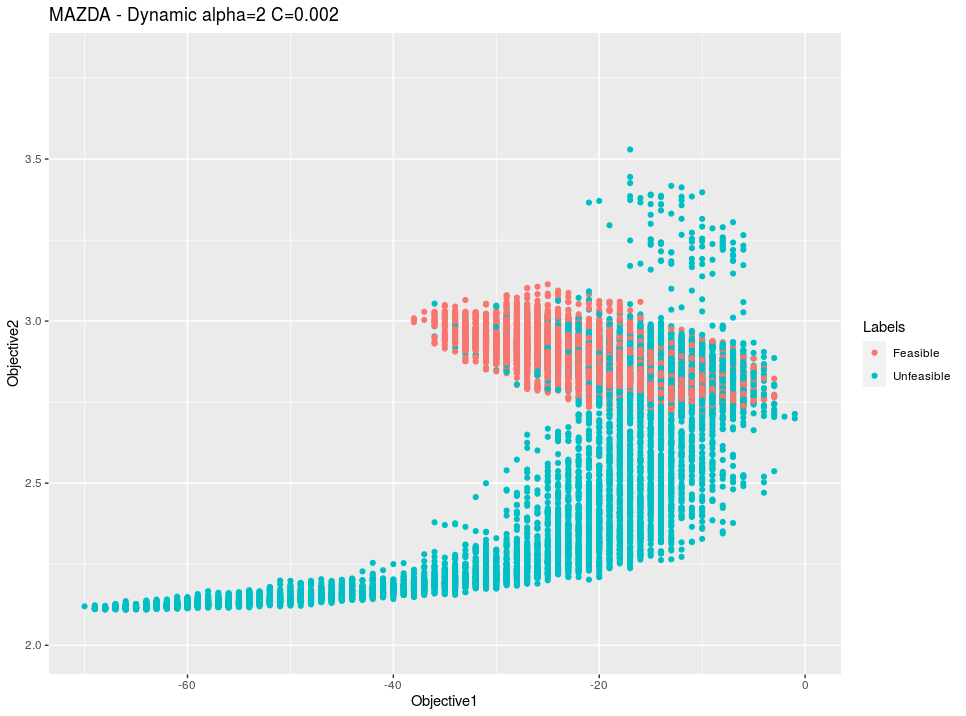 MAZDA - Dynamic alpha=2 C=0.002
Objective2
3.5
3.0
2.5
2.0
-60
-40
-20
0
Objective1
Labels
Feasible
Unfeasible